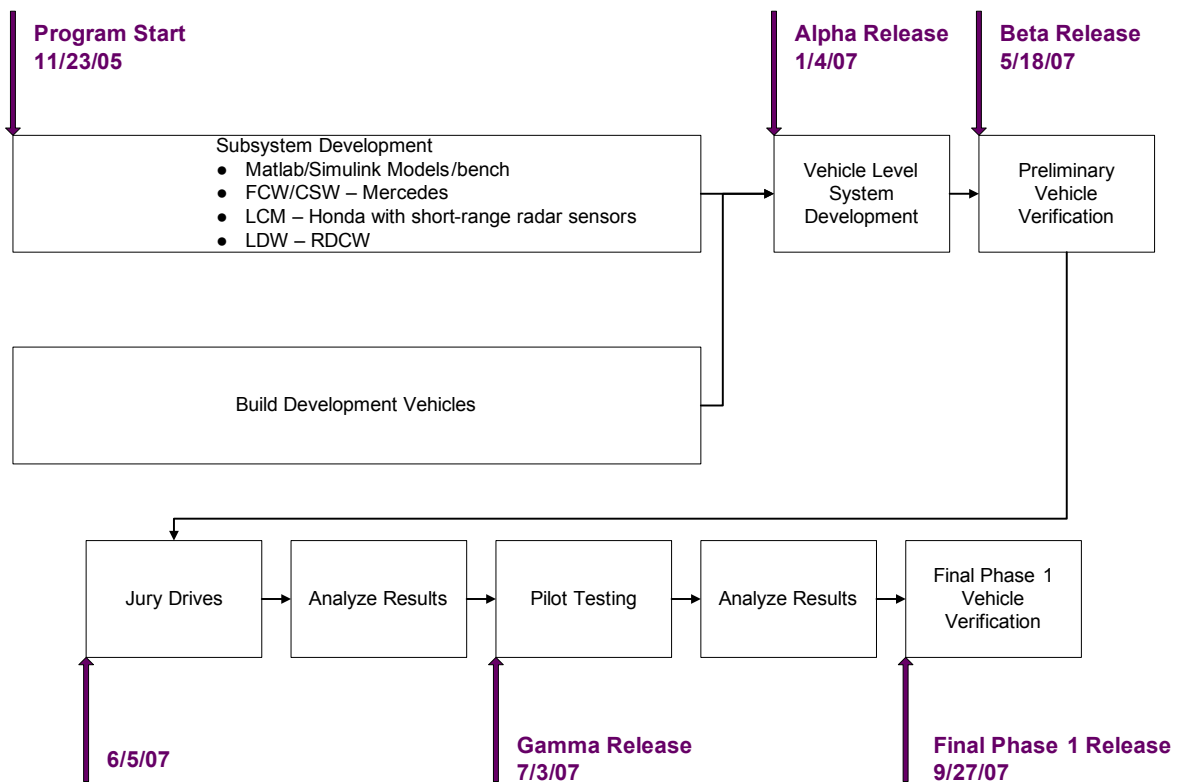 Program Start
11/23/05
Alpha Release
1/4/07
Beta Release
5/18/07
Subsystem Development
● Matlab/Simulink Models/bench
● FCW/CSW – Mercedes
● LCM – Honda with short-range radar sensors
● LDW – RDCW
Vehicle Level
System
Development
Preliminary
Vehicle
Verification
Build Development Vehicles
Jury Drives
Analyze Results
Pilot Testing
Analyze Results
Final Phase 1
Vehicle
Verification
6/5/07
Gamma Release
7/3/07
Final Phase 1 Release
9/27/07